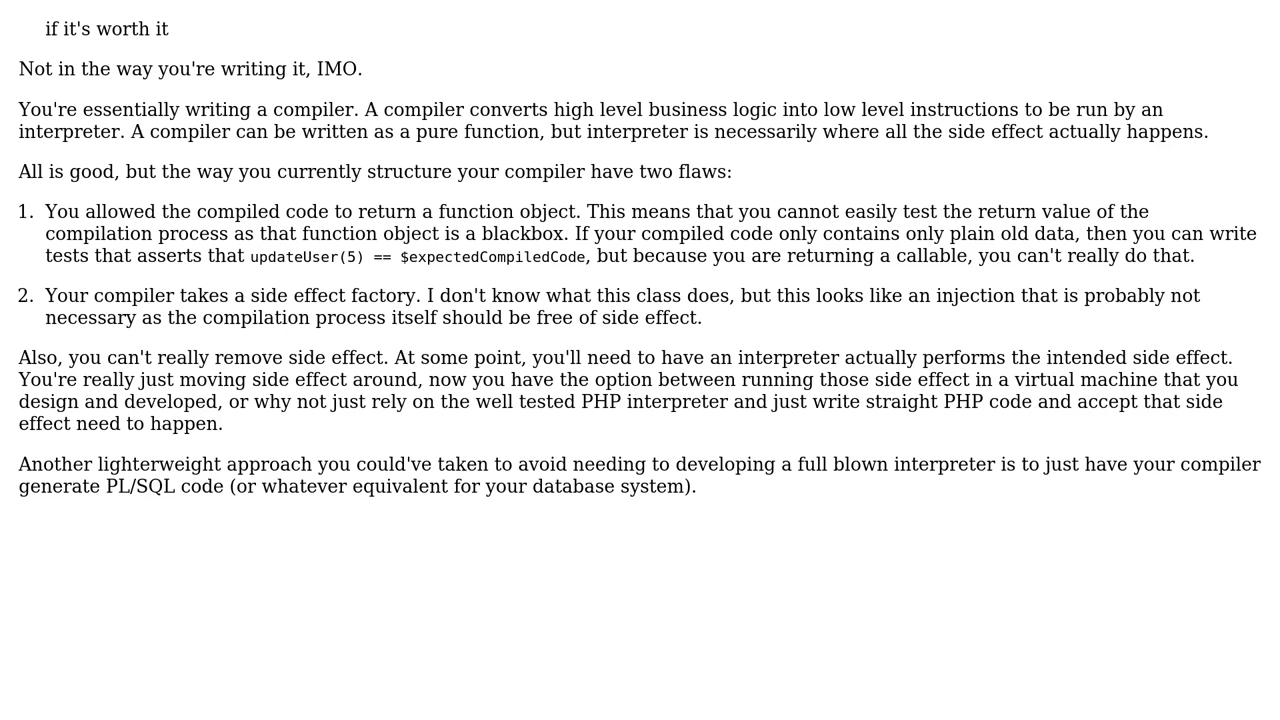 if it's worth it
Not in the way you're writing it, IMO.
You're essentially writing a compiler. A compiler converts high level business logic into low level instructions to be run by an
interpreter. A compiler can be written as a pure function, but interpreter is necessarily where all the side effect actually happens.
All is good, but the way you currently structure your compiler have two flaws:
1. You allowed the compiled code to return a function object. This means that you cannot easily test the return value of the
compilation process as that function object is a blackbox. If your compiled code only contains only plain old data, then you can write
tests that asserts that updateUser(5) == $expectedCompiledCode, but because you are returning a callable, you can't really do that.
2. Your compiler takes a side effect factory. I don't know what this class does, but this looks like an injection that is probably not
necessary as the compilation process itself should be free of side effect.
Also, you can't really remove side effect. At some point, you'll need to have an interpreter actually performs the intended side effect.
You're really just moving side effect around, now you have the option between running those side effect in a virtual machine that you
design and developed, or why not just rely on the well tested PHP interpreter and just write straight PHP code and accept that side
effect need to happen.
Another lighterweight approach you could've taken to avoid needing to developing a full blown interpreter is to just have your compiler
generate PL/SQL code (or whatever equivalent for your database system).